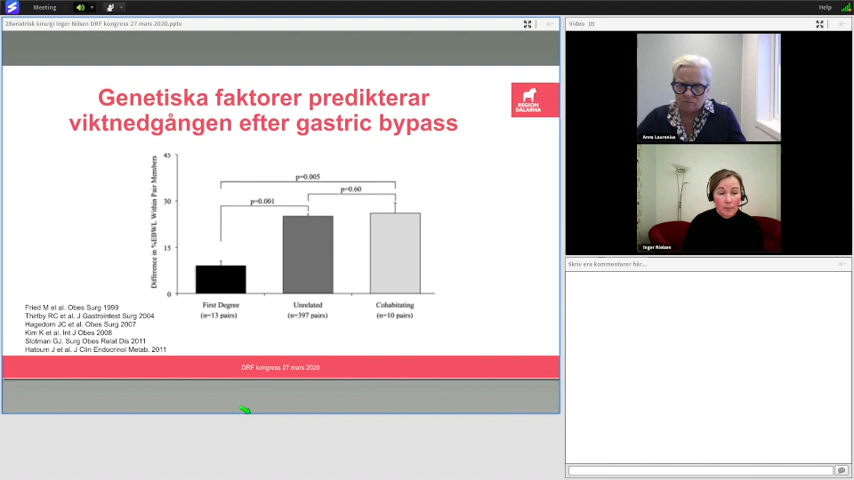 Meeting
Help
2Bariatrisk kirurgi Inger Nilsen DRF kongress 27 mars 2020.pptx
Genetiska faktorer predikterar
viktnedgången efter gastric bypass
REGION
DALARNA
Difference in %EBWL Within Pair Members
45
30
15
0
p=0.005
p=0.60
p=0.001
First Degree
(n=13 pairs)
Unrelated
(n=397 pairs)
Cohabitating
(n=10 pairs)
Fried M et al. Obes Surg 1999
Thirlby RC et al. J Gastrointest Surg 2004
Hagedorn JC et al. Obes Surg 2007
Kim K et al. Int J Obes 2008
Slotman GJ. Surg Obes Relat Dis 2011
Hatoum J et al. J Clin Endocrinol Metab. 2011
DRF kongress 27 mars 2020
Video (2)
Anna Laurenius
Inger Nielsen
Skriv era kommentarer här...